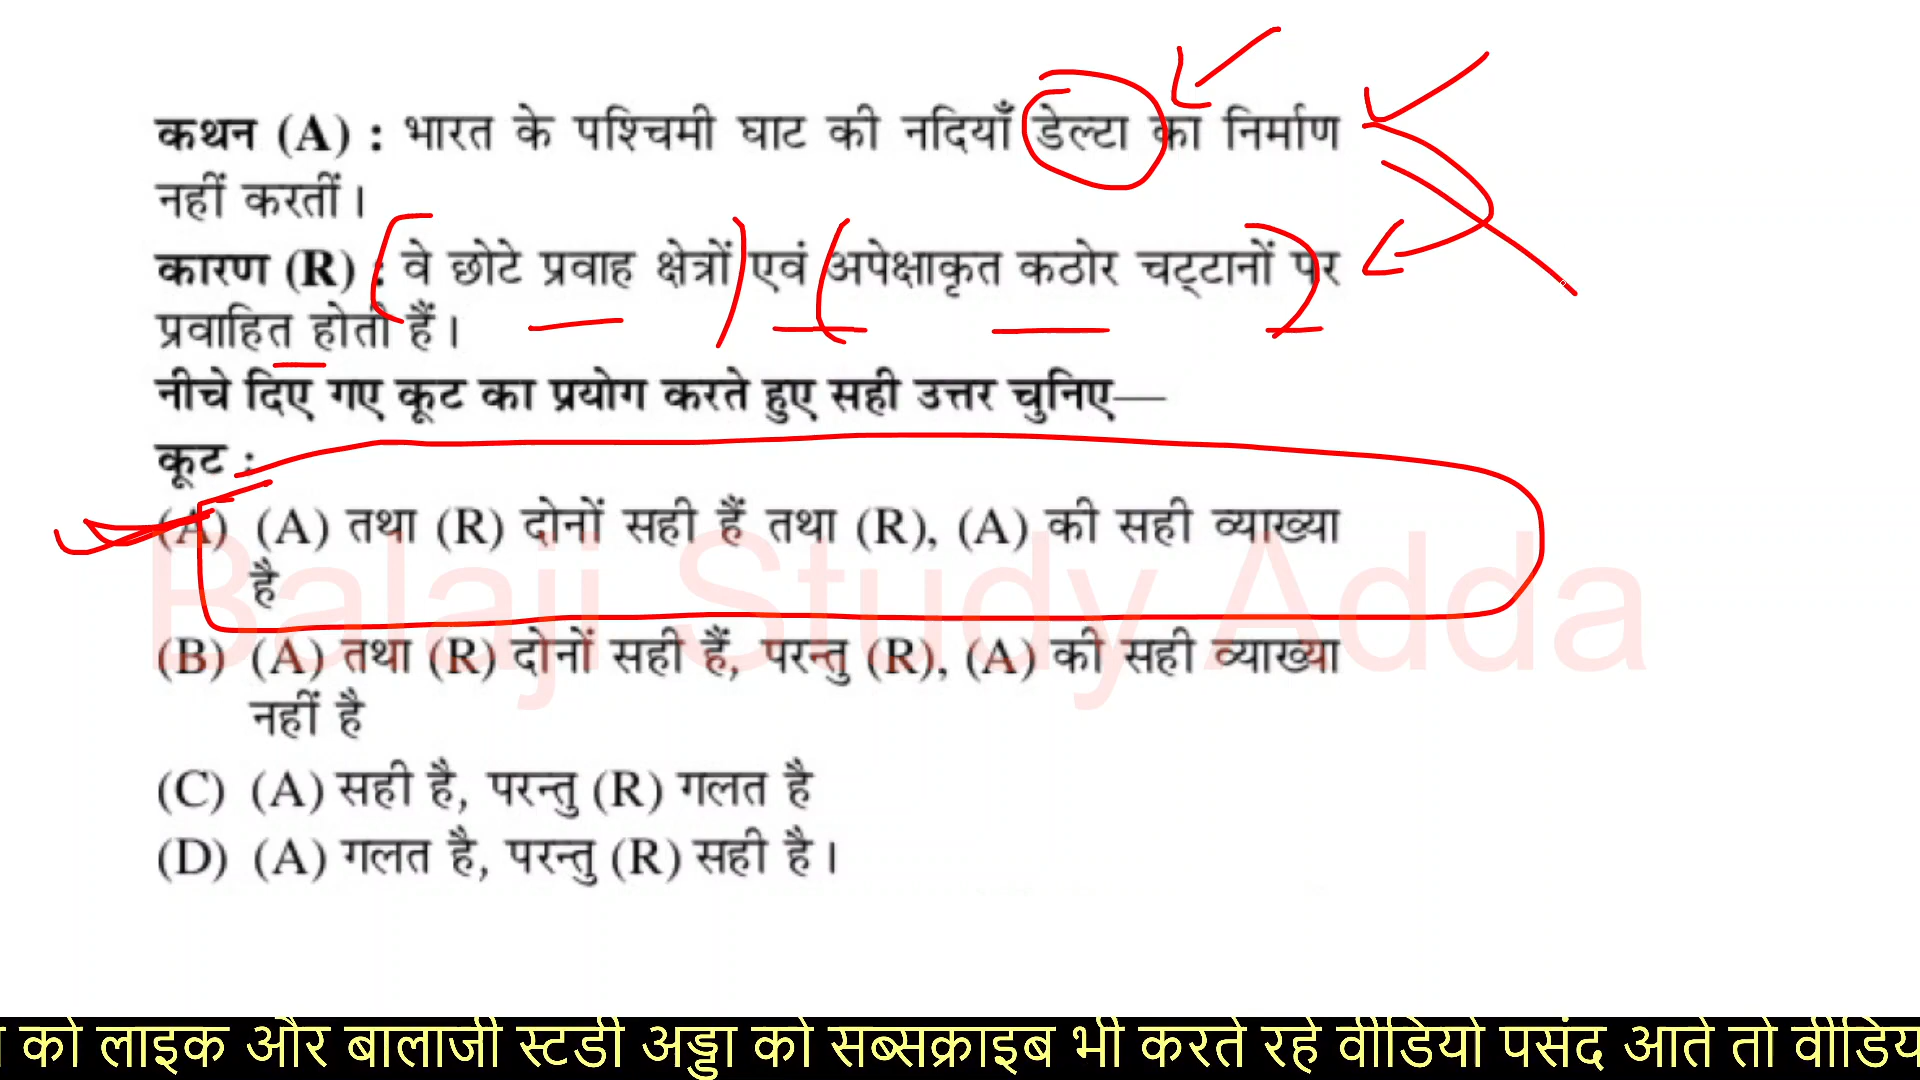 कथन (A) : भारत के पश्चिमी घाट की नदियाँ डेल्टा का निर्माण
नहीं करतीं।
कारण (R) : वे छोटे प्रवाह क्षेत्रों एवं अपेक्षाकृत कठोर चट्टानों पर
प्रवाहित होती हैं।
नीचे दिए गए कूट का प्रयोग करते हुए सही उत्तर चुनिए—
कूट :
(A) (A) तथा (R) दोनों सही हैं तथा (R), (A) की सही व्याख्या
है
(B) (A) तथा (R) दोनों सही हैं, परन्तु (R), (A) की सही व्याख्या
नहीं है
(C) (A) सही है, परन्तु (R) गलत है
(D) (A) गलत है, परन्तु (R) सही है।
Balaji Study Adda
को लाइक और बालाजी स्टडी अड्डा को सब्सक्राइब भी करते रहे वीडियो पसंद आते तो